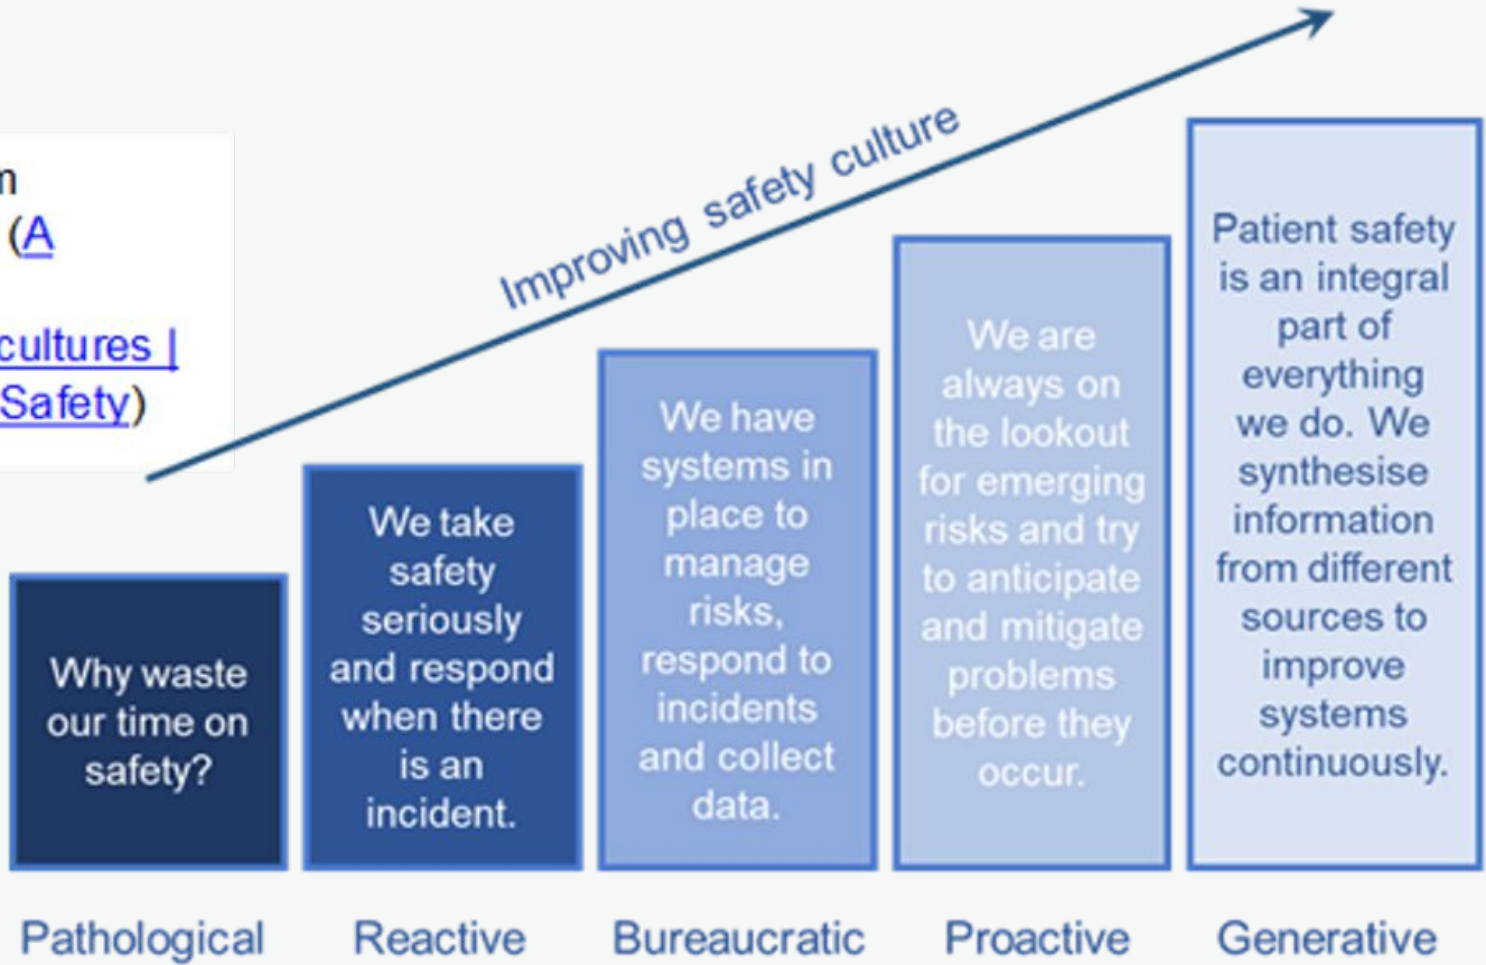 m
(A
cultures |
Safety)
Improving safety culture
Why waste
our time on
safety?
We take
safety
seriously
and respond
when there
is an
incident.
We have
systems in
place to
manage
risks,
respond to
incidents
and collect
data.
We are
always on
the lookout
for emerging
risks and try
to anticipate
and mitigate
problems
before they
occur.
Patient safety
is an integral
part of
everything
we do. We
synthesise
information
from different
sources to
improve
systems
continuously.
Pathological
Reactive
Bureaucratic
Proactive
Generative